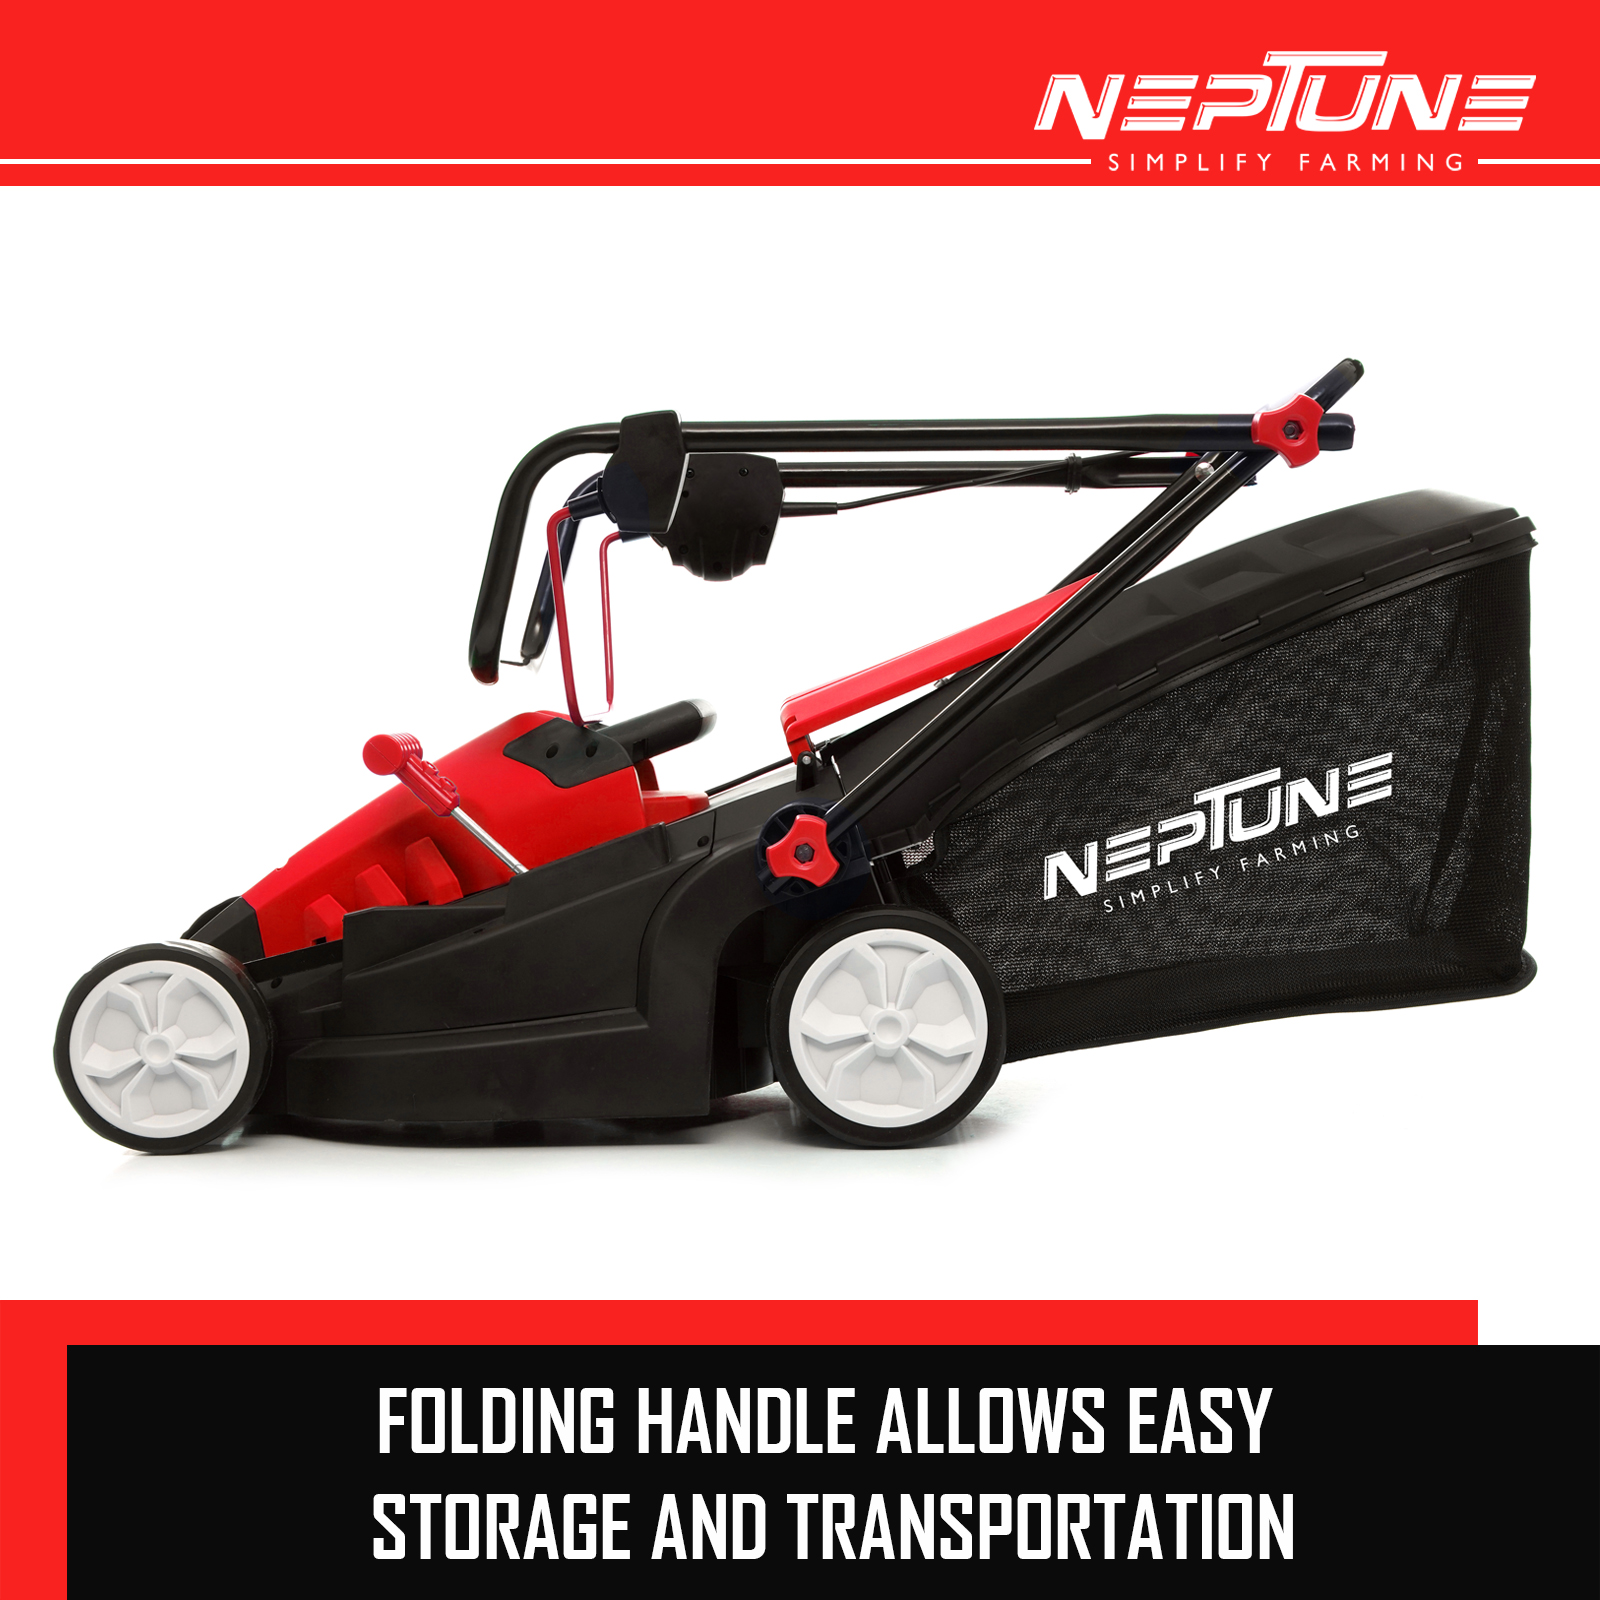 NEPTUNE
SIMPLIFY FARMING
NEPTUNE
SIMPLIFY FARMING
FOLDING HANDLE ALLOWS EASY
STORAGE AND TRANSPORTATION